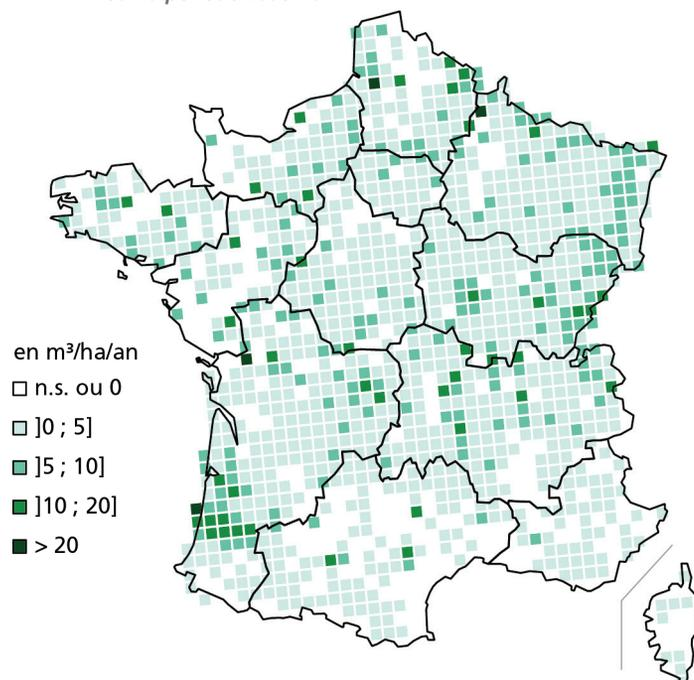 en m³/ha/an
n.s. ou 0
]0 ; 5]
]5 ; 10]
]10 ; 20]
> 20